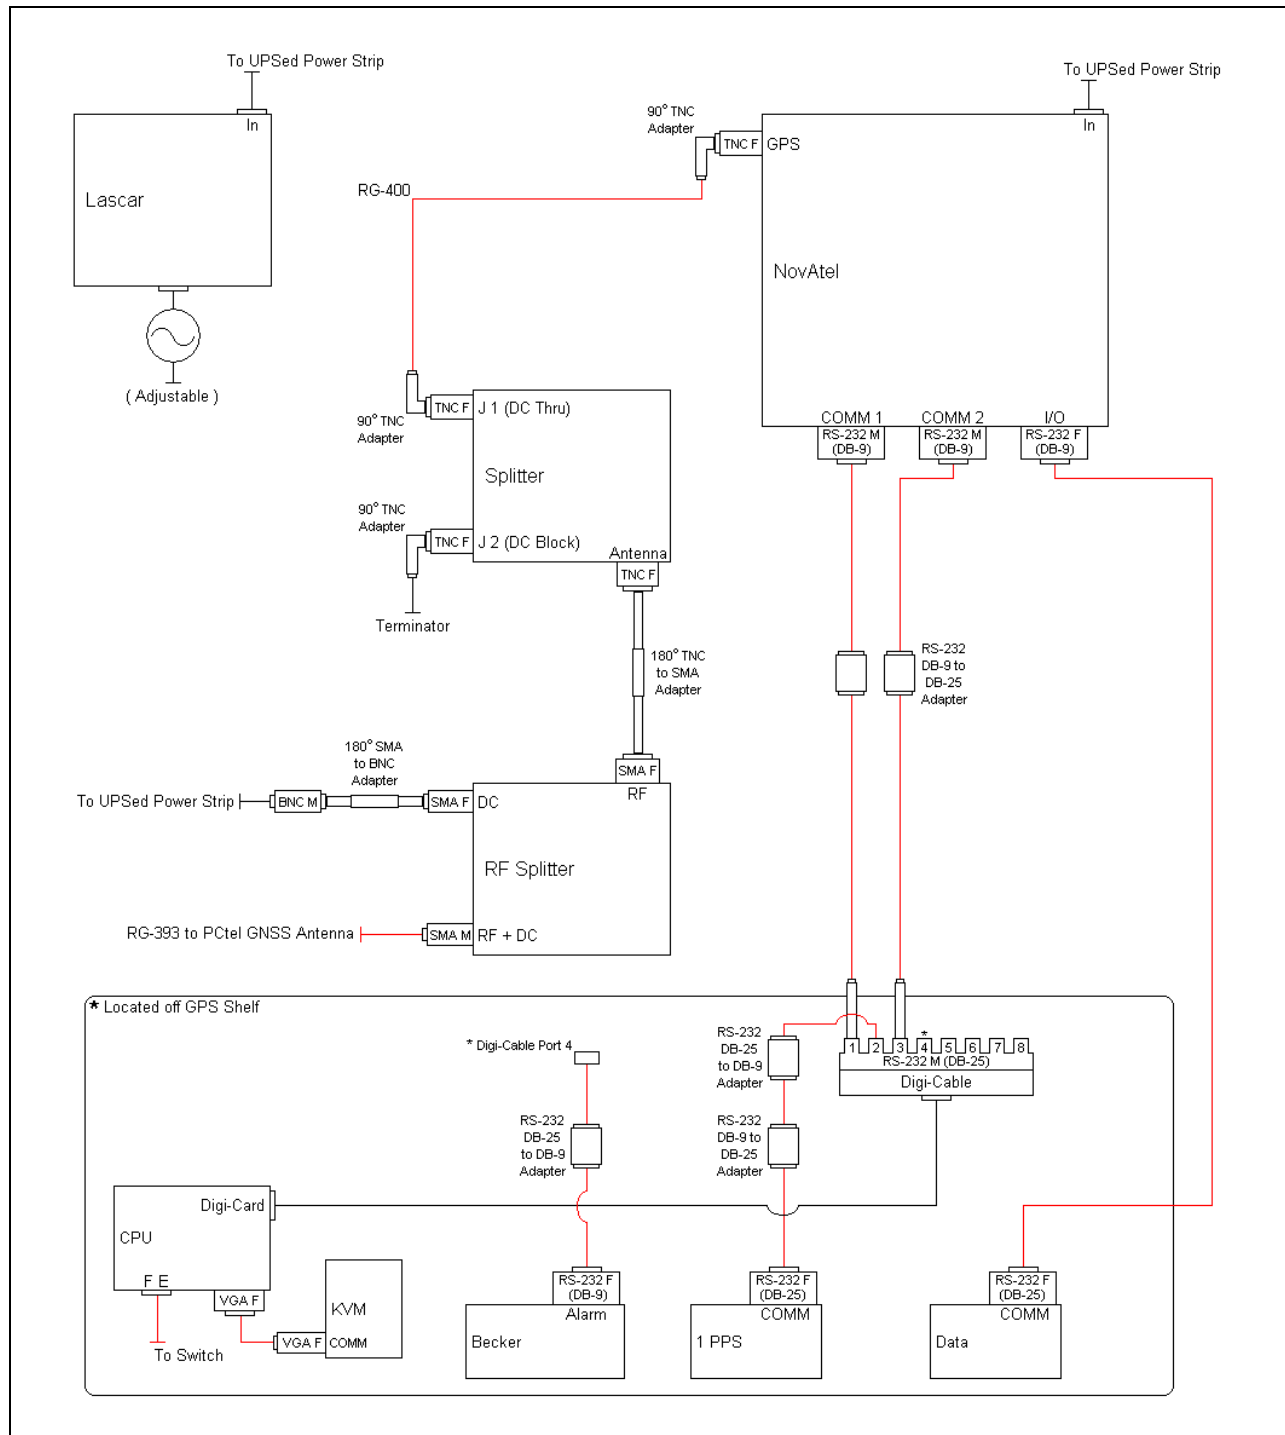 To UPSed Power Strip
To UPSed Power Strip
In
In
90° TNC
Adapter
TNC F
GPS
RG-400
Lascar
NovAtel
( Adjustable )
90° TNC
Adapter
TNC F
J 1 (DC Thru)
COMM 1
COMM 2
I/O
RS-232 M
(DB-9)
RS-232 M
(DB-9)
RS-232 F
(DB-9)
Splitter
90° TNC
Adapter
TNC F
J 2 (DC Block)
Antenna
TNC F
Terminator
180° TNC
to SMA
Adapter
RS-232
DB-9 to
DB-25
Adapter
180° SMA
to BNC
Adapter
SMA F
RF
To UPSed Power Strip
BNC M
SMA F
DC
RF Splitter
RG-393 to PCtel GNSS Antenna
SMA M
RF + DC
* Located off GPS Shelf
* Digi-Cable Port 4
RS-232
DB-25
to DB-9
Adapter
*
1 2 3 4 5 6 7 8
RS-232 M (DB-25)
Digi-Cable
RS-232
DB-25
to DB-9
Adapter
RS-232
DB-9 to
DB-25
Adapter
Digi-Card
CPU
F E
VGA F
KVM
VGA F
COMM
To Switch
RS-232 F
(DB-9)
Alarm
Becker
RS-232 F
(DB-25)
COMM
1 PPS
RS-232 F
(DB-25)
COMM
Data